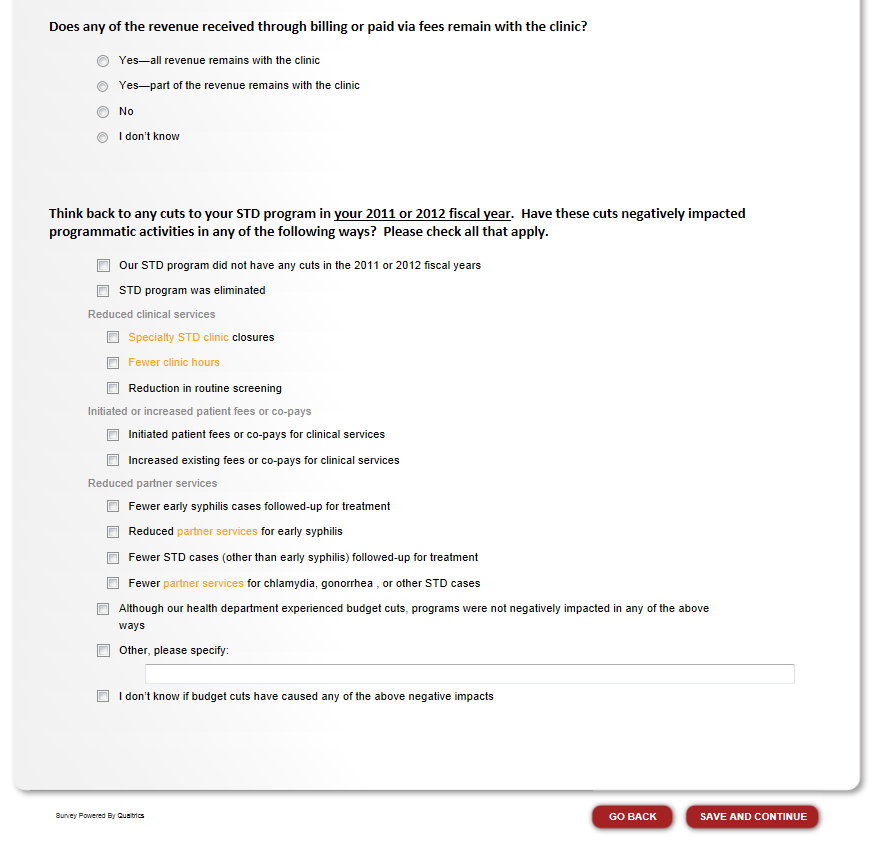 Does any of the revenue received through billing or paid via fees remain with the clinic?
Yes—all revenue remains with the clinic
Yes—part of the revenue remains with the clinic
No
I don't know
Think back to any cuts to your STD program in your 2011 or 2012 fiscal year. Have these cuts negatively impacted
programmatic activities in any of the following ways? Please check all that apply.
Our STD program did not have any cuts in the 2011 or 2012 fiscal years
STD program was eliminated
Reduced clinical services
Specialty STD clinic closures
Fewer clinic hours
Reduction in routine screening
Initiated or increased patient fees or co-pays
Initiated patient fees or co-pays for clinical services
Increased existing fees or co-pays for clinical services
Reduced partner services
Fewer early syphilis cases followed-up for treatment
Reduced partner services for early syphilis
Fewer STD cases (other than early syphilis) followed-up for treatment
Fewer partner services for chlamydia, gonorrhea , or other STD cases
Although our health department experienced budget cuts, programs were not negatively impacted in any of the above
ways
Other, please specify:
I don't know if budget cuts have caused any of the above negative impacts
Survey Powered By Qualtrics
GO BACK
SAVE AND CONTINUE